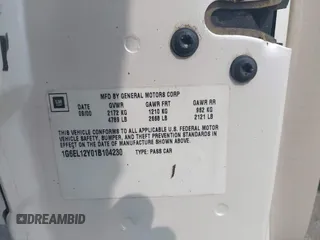 MFD BY GENERAL MOTORS CORP
GM
DATE GVWR GAWR FRT GAWR RR
08/00 2172 KG 1210 KG 962 KG
4789 LB 2668 LB 2121 LB
THIS VEHICLE CONFORMS TO ALL APPLICABLE U.S. FEDERAL MOTOR
VEHICLE SAFETY, BUMPER, AND THEFT PREVENTION STANDARDS
IN EFFECT ON THE DATE OF MANUFACTURE SHOWN ABOVE.
1G6EL12Y01B104230 TYPE: PASS CAR
DREAMBID